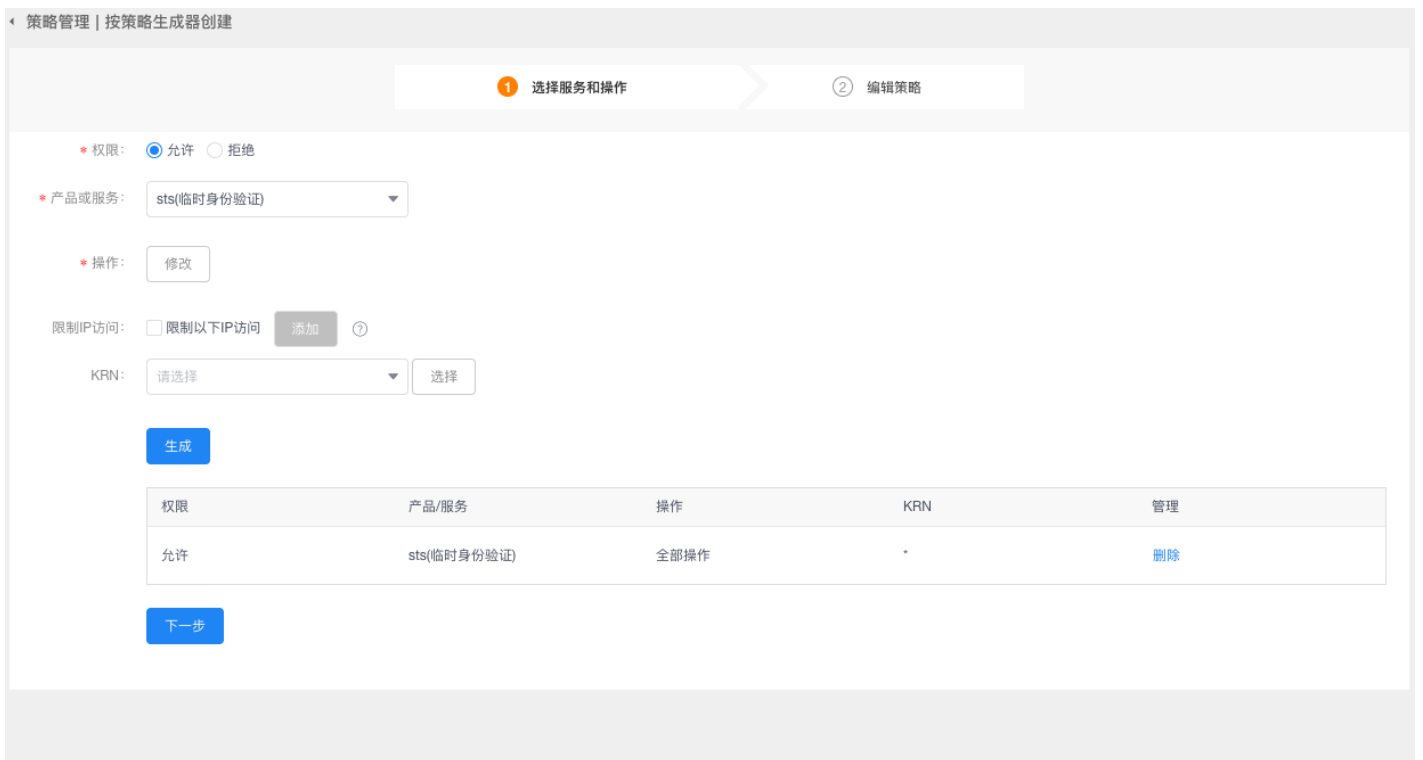 策略管理 | 按策略生成器创建
1 选择服务和操作
2 编辑策略
* 权限: 允许 拒绝
* 产品或服务: sts(临时身份验证)
* 操作: 修改
限制IP访问: 限制以下IP访问 添加 ?
KRN: 请选择 选择
生成
权限 产品/服务 操作 KRN 管理
允许 sts(临时身份验证) 全部操作 * 删除
下一步